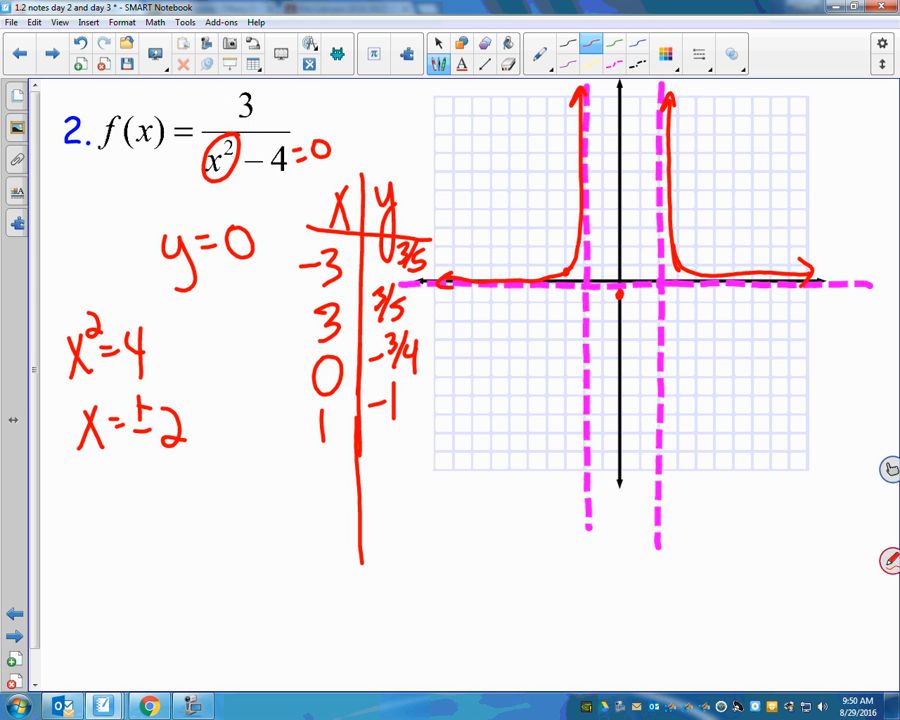 1.2 notes day 2 and day 3 * - SMART Notebook
File Edit View Insert Format Math Tools Add-ons Help
2. f(x) = 3 / (x² − 4) = 0
y = 0
x² = 4
x = ± 2
x y
-3 3/5
3 3/5
0 -3/4
1 -1
9:50 AM
8/29/2016